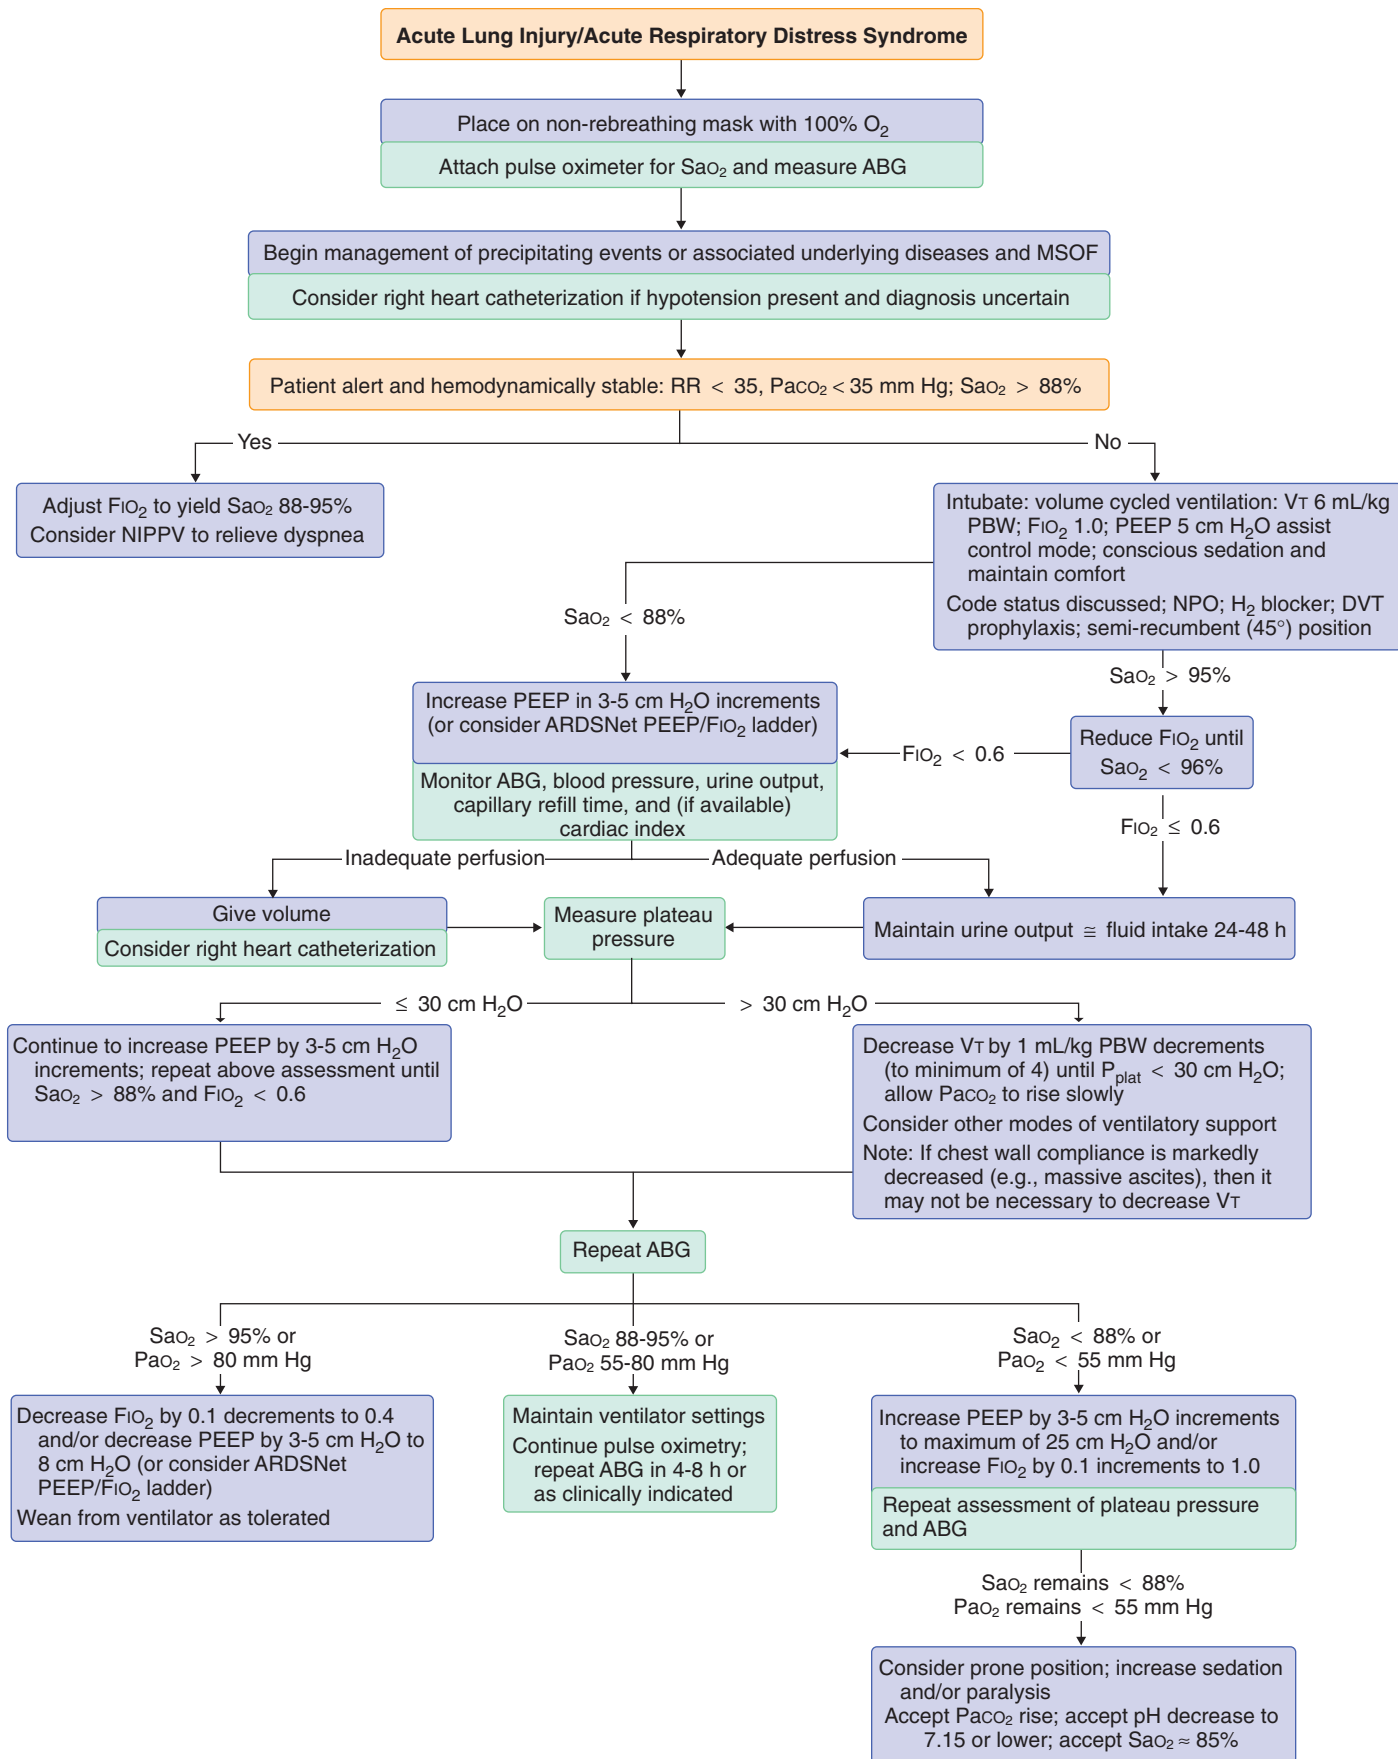 Acute Lung Injury/Acute Respiratory Distress Syndrome
Place on non-rebreathing mask with 100% O₂
Attach pulse oximeter for SaO₂ and measure ABG
Begin management of precipitating events or associated underlying diseases and MSOF
Consider right heart catheterization if hypotension present and diagnosis uncertain
Patient alert and hemodynamically stable: RR < 35, PaCO₂ < 35 mm Hg; SaO₂ > 88%
Yes
No
Adjust FIO₂ to yield SaO₂ 88-95%
Consider NIPPV to relieve dyspnea
Intubate: volume cycled ventilation: VT 6 mL/kg
PBW; FIO₂ 1.0; PEEP 5 cm H₂O assist
control mode; conscious sedation and
maintain comfort
Code status discussed; NPO; H₂ blocker; DVT
prophylaxis; semi-recumbent (45°) position
SaO₂ < 88%
SaO₂ > 95%
Increase PEEP in 3-5 cm H₂O increments
(or consider ARDSNet PEEP/FIO₂ ladder)
Monitor ABG, blood pressure, urine output,
capillary refill time, and (if available)
cardiac index
FIO₂ < 0.6
Reduce FIO₂ until
SaO₂ < 96%
FIO₂ ≤ 0.6
Inadequate perfusion
Adequate perfusion
Give volume
Consider right heart catheterization
Measure plateau
pressure
Maintain urine output ≅ fluid intake 24-48 h
≤ 30 cm H₂O
> 30 cm H₂O
Continue to increase PEEP by 3-5 cm H₂O
increments; repeat above assessment until
SaO₂ > 88% and FIO₂ < 0.6
Decrease VT by 1 mL/kg PBW decrements
(to minimum of 4) until Pplat < 30 cm H₂O;
allow PaCO₂ to rise slowly
Consider other modes of ventilatory support
Note: If chest wall compliance is markedly
decreased (e.g., massive ascites), then it
may not be necessary to decrease VT
Repeat ABG
SaO₂ > 95% or
PaO₂ > 80 mm Hg
SaO₂ 88-95% or
PaO₂ 55-80 mm Hg
SaO₂ < 88% or
PaO₂ < 55 mm Hg
Decrease FIO₂ by 0.1 decrements to 0.4
and/or decrease PEEP by 3-5 cm H₂O to
8 cm H₂O (or consider ARDSNet
PEEP/FIO₂ ladder)
Wean from ventilator as tolerated
Maintain ventilator settings
Continue pulse oximetry;
repeat ABG in 4-8 h or
as clinically indicated
Increase PEEP by 3-5 cm H₂O increments
to maximum of 25 cm H₂O and/or
increase FIO₂ by 0.1 increments to 1.0
Repeat assessment of plateau pressure
and ABG
SaO₂ remains < 88%
PaO₂ remains < 55 mm Hg
Consider prone position; increase sedation
and/or paralysis
Accept PaCO₂ rise; accept pH decrease to
7.15 or lower; accept SaO₂ ≈ 85%